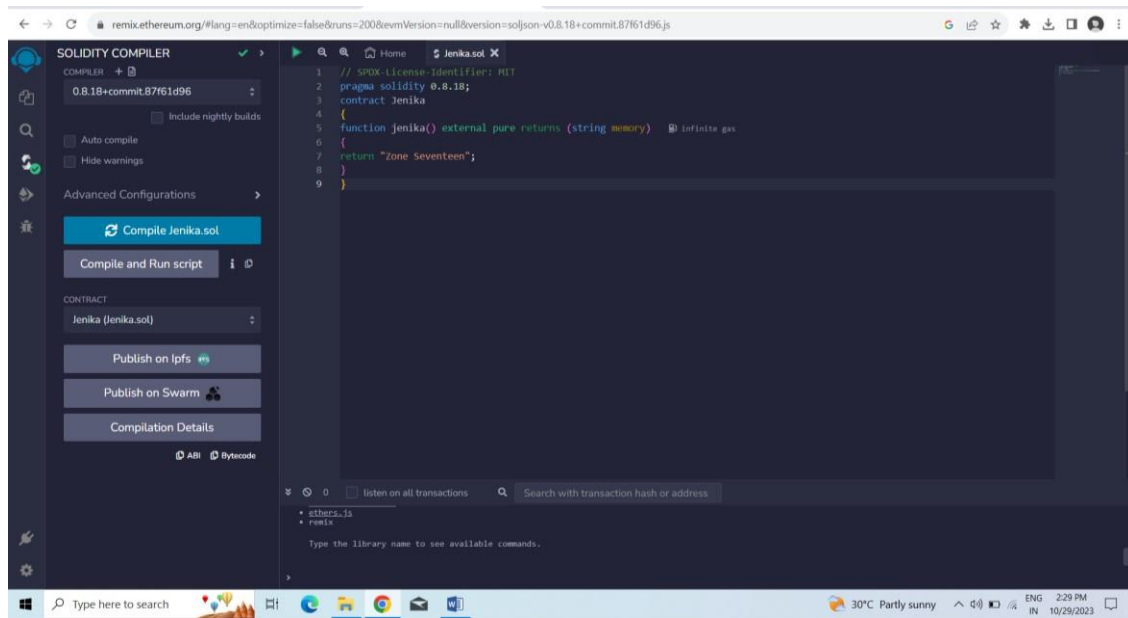 remix.ethereum.org/#lang=en&optimize=false&runs=200&evmVersion=null&version=soljson-v0.8.18+commit.87f61d96.js
SOLIDITY COMPILER
COMPILER
0.8.18+commit.87f61d96
Include nightly builds
Auto compile
Hide warnings
Advanced Configurations
Compile Jenika.sol
Compile and Run script
CONTRACT
Jenika (Jenika.sol)
Publish on Ipfs
Publish on Swarm
Compilation Details
ABI Bytecode
Home Jenika.sol
1 // SPDX-License-Identifier: MIT
2 pragma solidity 0.8.18;
3 contract Jenika
4 {
5 function jenika() external pure returns (string memory) infinite gas
6 {
7 return "Zone Seventeen";
8 }
9 }
0 listen on all transactions Search with transaction hash or address
• ethers.js
• remix
Type the library name to see available commands.
>
Type here to search
30°C Partly sunny
ENG 2:29 PM
IN 10/29/2023